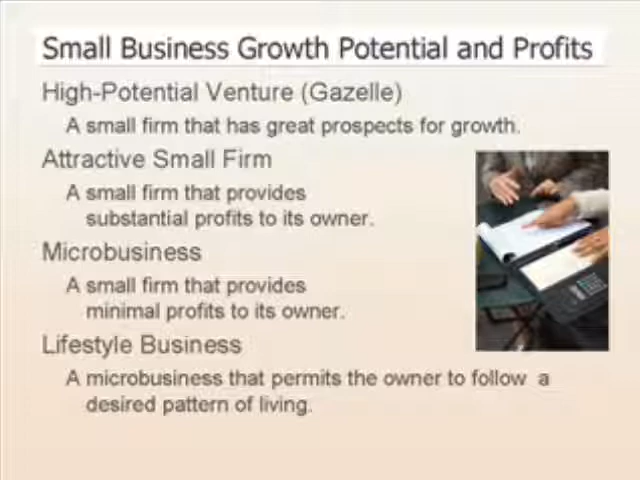 Small Business Growth Potential and Profits
High-Potential Venture (Gazelle)
A small firm that has great prospects for growth.
Attractive Small Firm
A small firm that provides
substantial profits to its owner.
Microbusiness
A small firm that provides
minimal profits to its owner.
Lifestyle Business
A microbusiness that permits the owner to follow a
desired pattern of living.